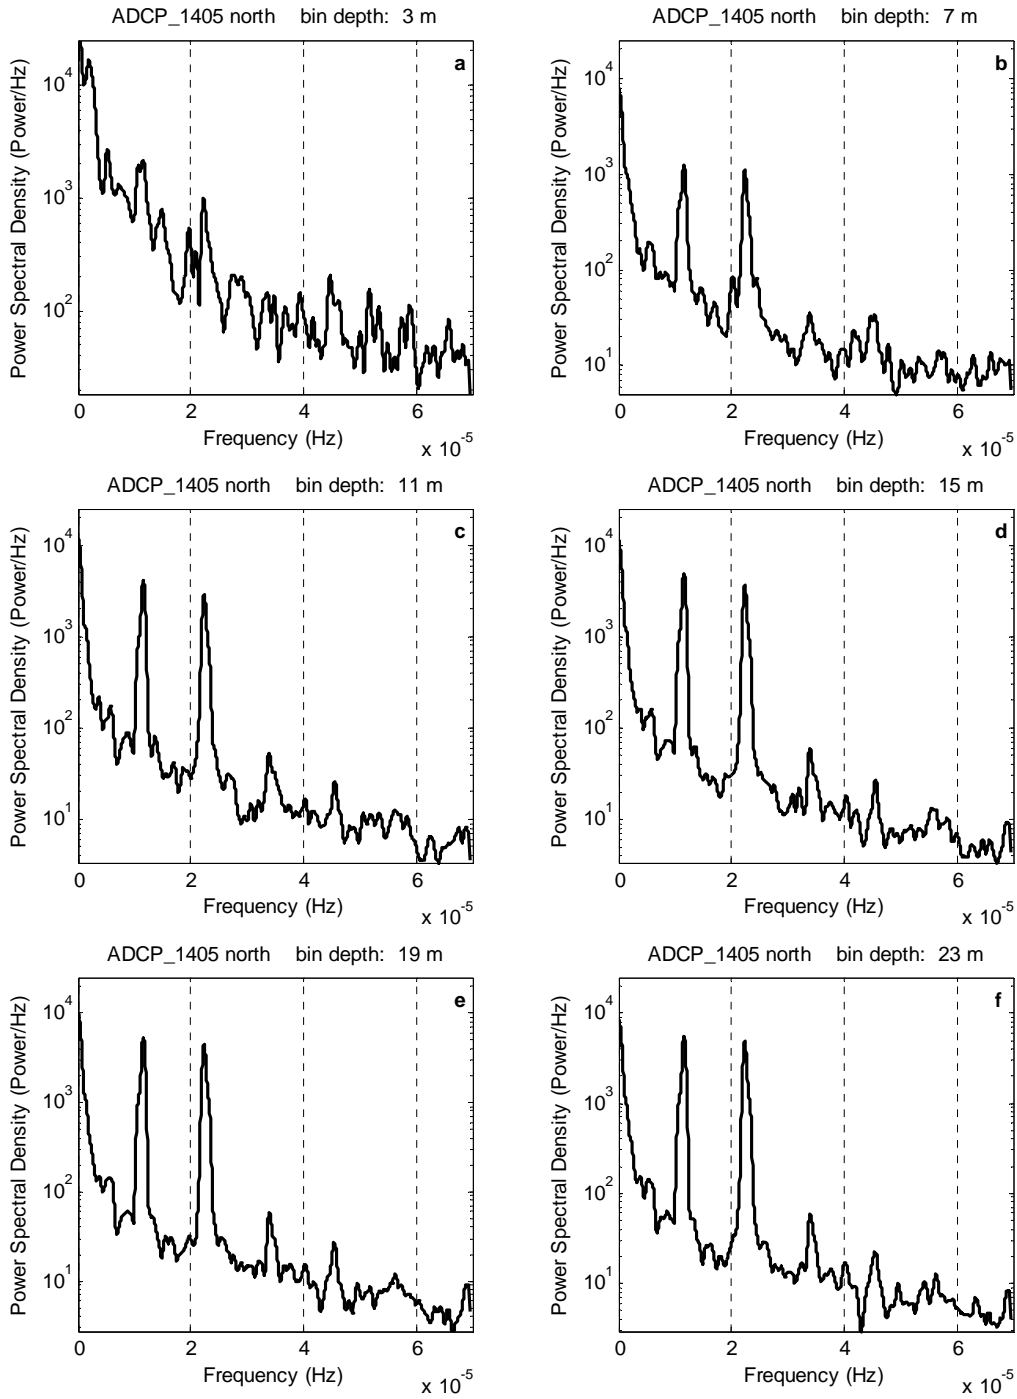 ADCP_1405 north bin depth: 3 m
ADCP_1405 north bin depth: 7 m
Power Spectral Density (Power/Hz)
a
10^4
10^3
10^2
0 2 4 6
Frequency (Hz)
x 10^-5
Power Spectral Density (Power/Hz)
b
10^4
10^3
10^2
10^1
0 2 4 6
Frequency (Hz)
x 10^-5
ADCP_1405 north bin depth: 11 m
ADCP_1405 north bin depth: 15 m
Power Spectral Density (Power/Hz)
c
10^4
10^3
10^2
10^1
0 2 4 6
Frequency (Hz)
x 10^-5
Power Spectral Density (Power/Hz)
d
10^4
10^3
10^2
10^1
0 2 4 6
Frequency (Hz)
x 10^-5
ADCP_1405 north bin depth: 19 m
ADCP_1405 north bin depth: 23 m
Power Spectral Density (Power/Hz)
e
10^4
10^3
10^2
10^1
0 2 4 6
Frequency (Hz)
x 10^-5
Power Spectral Density (Power/Hz)
f
10^4
10^3
10^2
10^1
0 2 4 6
Frequency (Hz)
x 10^-5